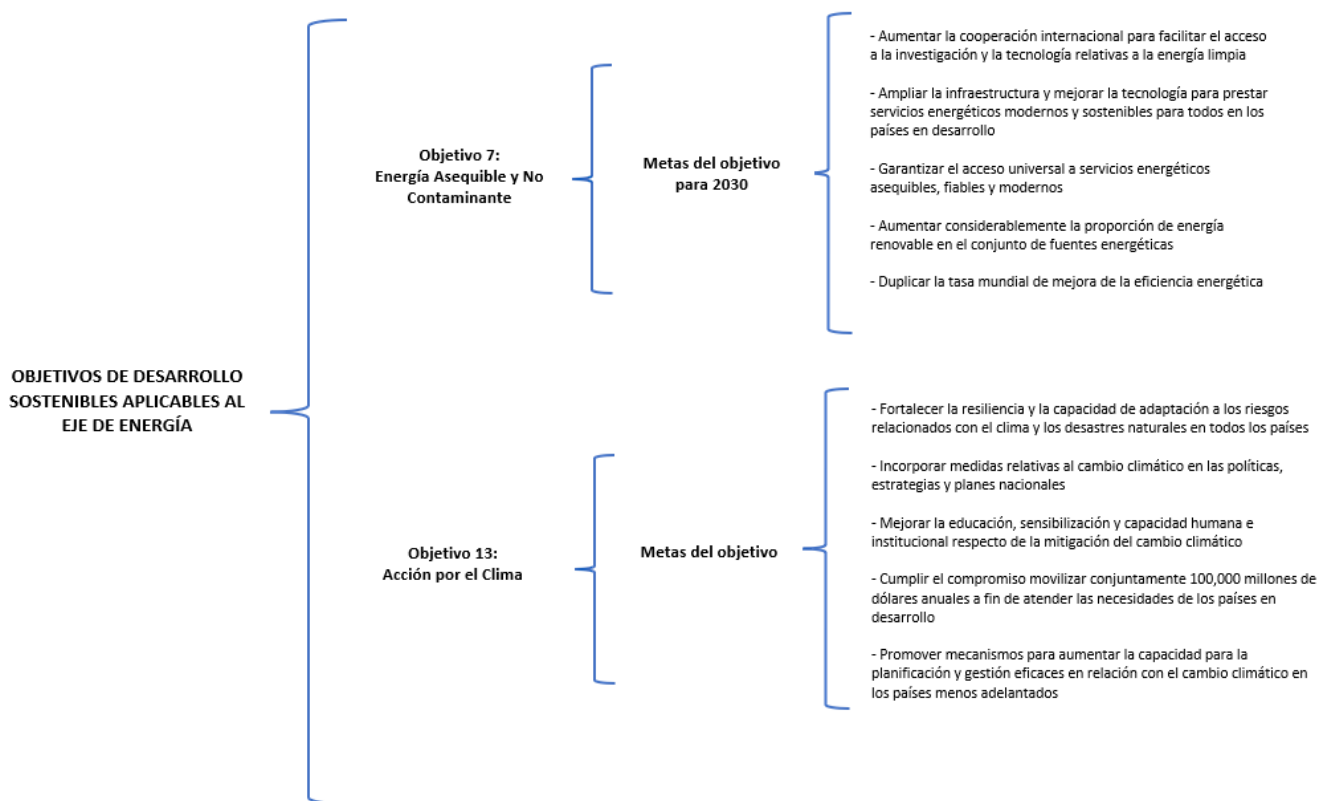 OBJETIVOS DE DESARROLLO
SOSTENIBLES APLICABLES AL
EJE DE ENERGÍA
Objetivo 7:
Energía Asequible y No
Contaminante
Metas del objetivo
para 2030
- Aumentar la cooperación internacional para facilitar el acceso
a la investigación y la tecnología relativas a la energía limpia
- Ampliar la infraestructura y mejorar la tecnología para prestar
servicios energéticos modernos y sostenibles para todos en los
países en desarrollo
- Garantizar el acceso universal a servicios energéticos
asequibles, fiables y modernos
- Aumentar considerablemente la proporción de energía
renovable en el conjunto de fuentes energéticas
- Duplicar la tasa mundial de mejora de la eficiencia energética
Objetivo 13:
Acción por el Clima
Metas del objetivo
- Fortalecer la resiliencia y la capacidad de adaptación a los riesgos
relacionados con el clima y los desastres naturales en todos los países
- Incorporar medidas relativas al cambio climático en las políticas,
estrategias y planes nacionales
- Mejorar la educación, sensibilización y capacidad humana e
institucional respecto de la mitigación del cambio climático
- Cumplir el compromiso movilizar conjuntamente 100,000 millones de
dólares anuales a fin de atender las necesidades de los países en
desarrollo
- Promover mecanismos para aumentar la capacidad para la
planificación y gestión eficaces en relación con el cambio climático en
los países menos adelantados